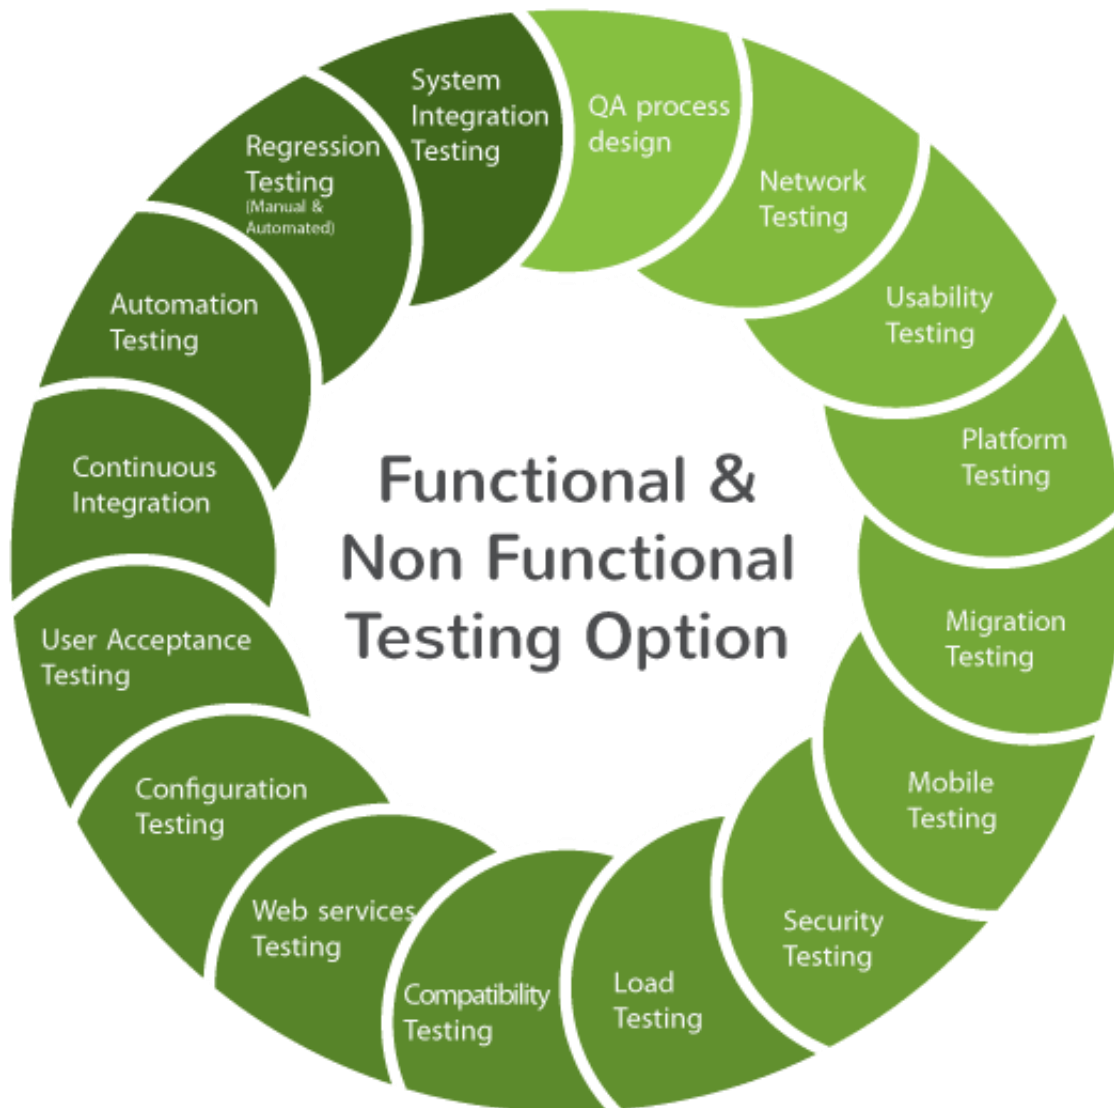 Functional &
Non Functional
Testing Option
QA process
design
Network
Testing
Usability
Testing
Platform
Testing
Migration
Testing
Mobile
Testing
Security
Testing
Load
Testing
Compatibility
Testing
Web services
Testing
Configuration
Testing
User Acceptance
Testing
Continuous
Integration
Automation
Testing
Regression
Testing
(Manual &
Automated)
System
Integration
Testing